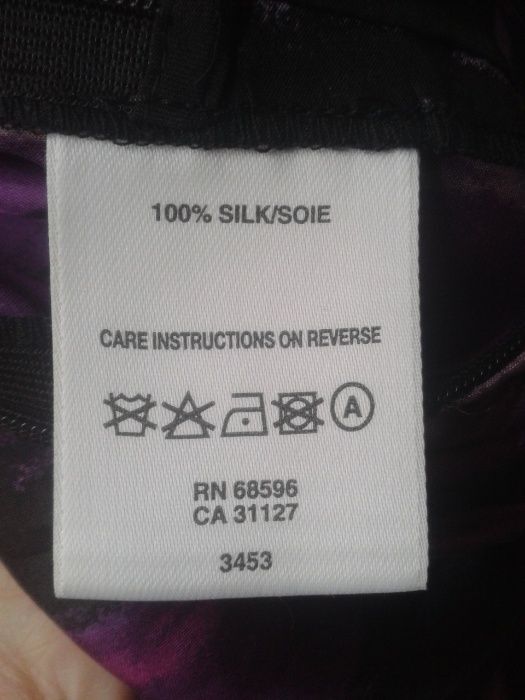 100% SILK/SOIE
CARE INSTRUCTIONS ON REVERSE
A
RN 68596
CA 31127
3453